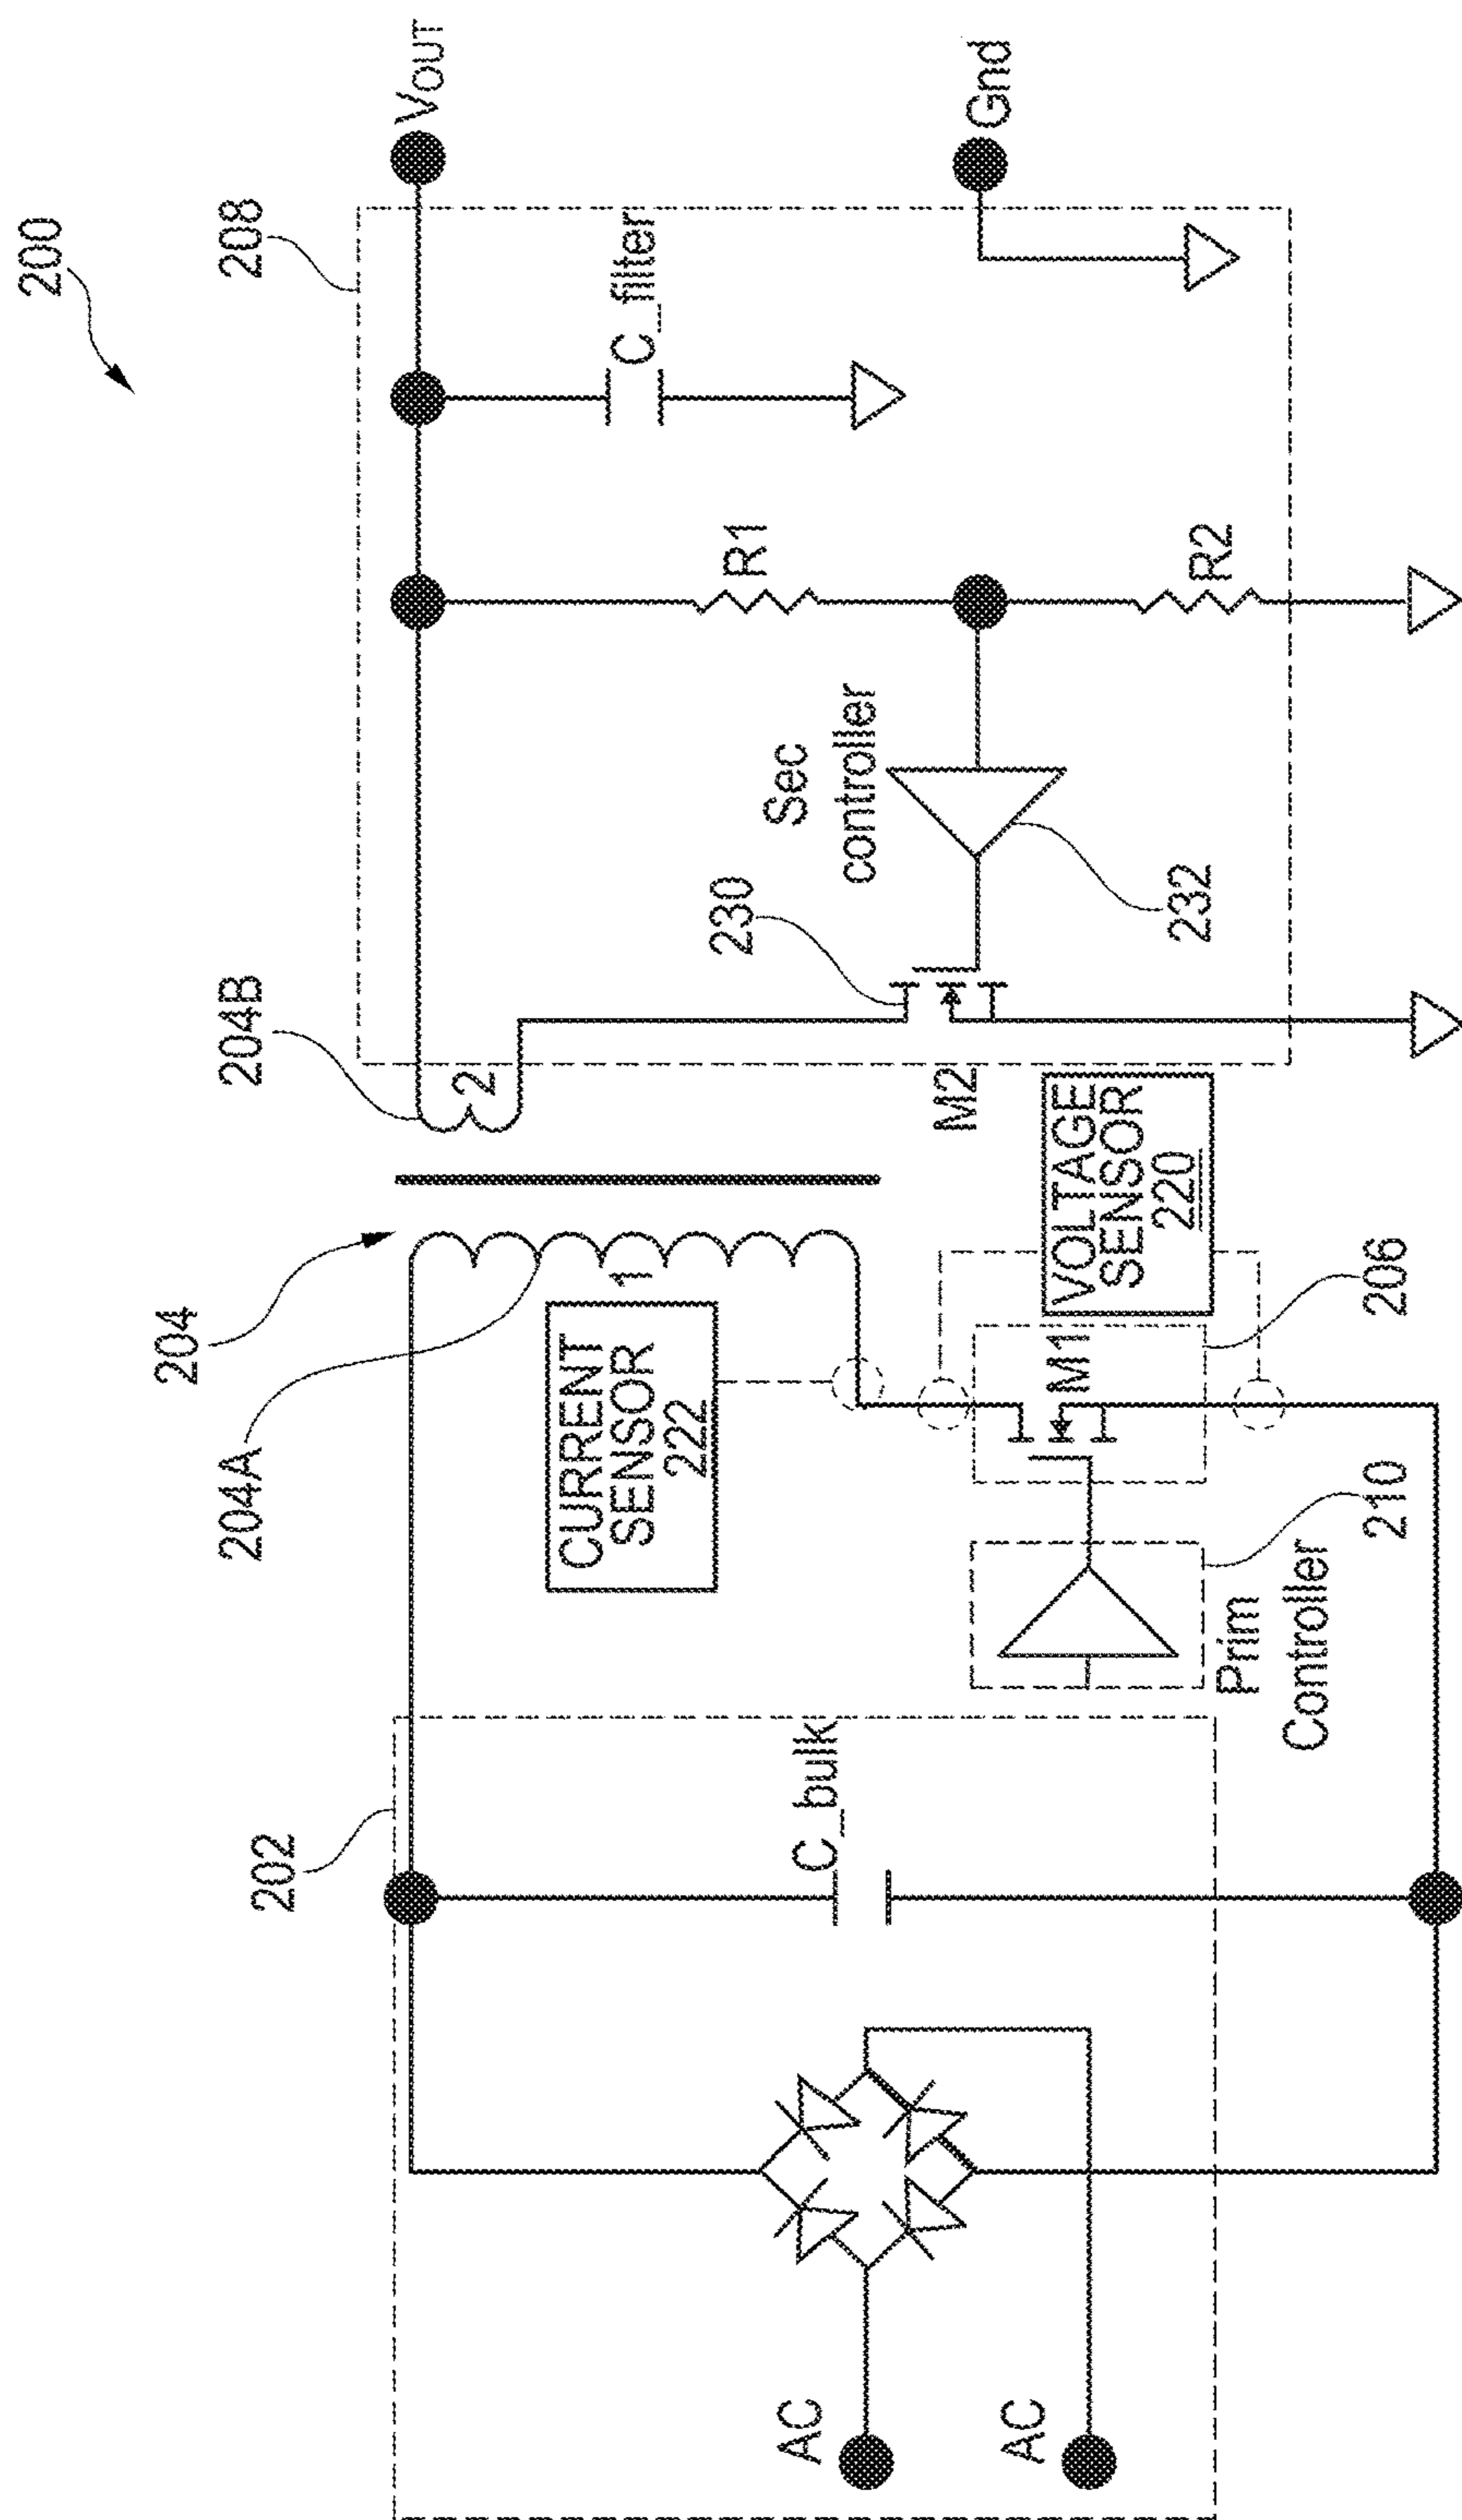 200
204
204A
204B
208
202
VOUT
CURRENT
SENSOR
222
1
2
C_filter
R1
C_bulk
AC
AC
230
Sec
controller
M1
M2
VOLTAGE
SENSOR
220
Gnd
232
R2
Prim
Controller
210
206